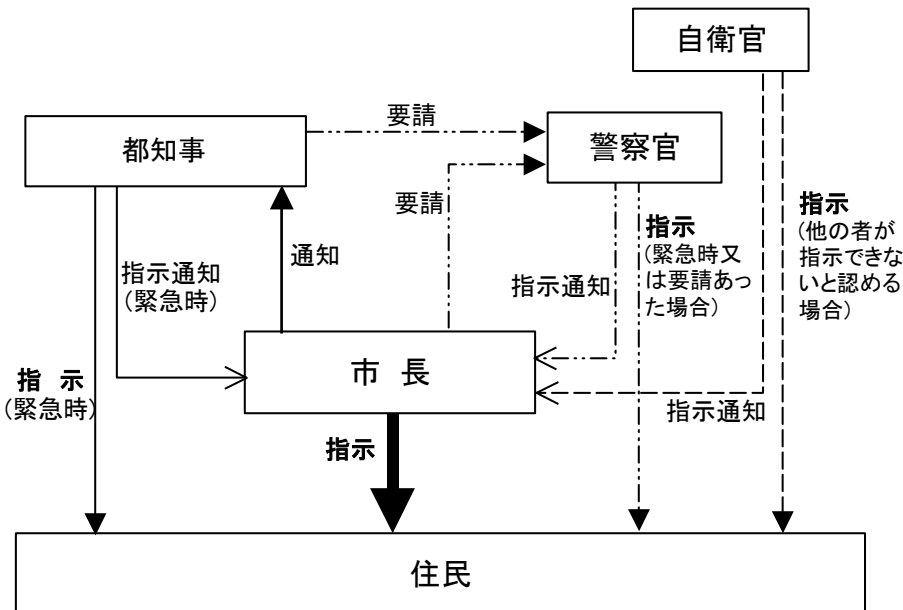 自衛官
要請
都知事
警察官
要請
指示
(他の者が
指示できな
いと認める
場合)
指示
(緊急時又
は要請あっ
た場合)
通知
指示通知
(緊急時)
指示通知
市 長
指 示
(緊急時)
指示通知
指示
住民